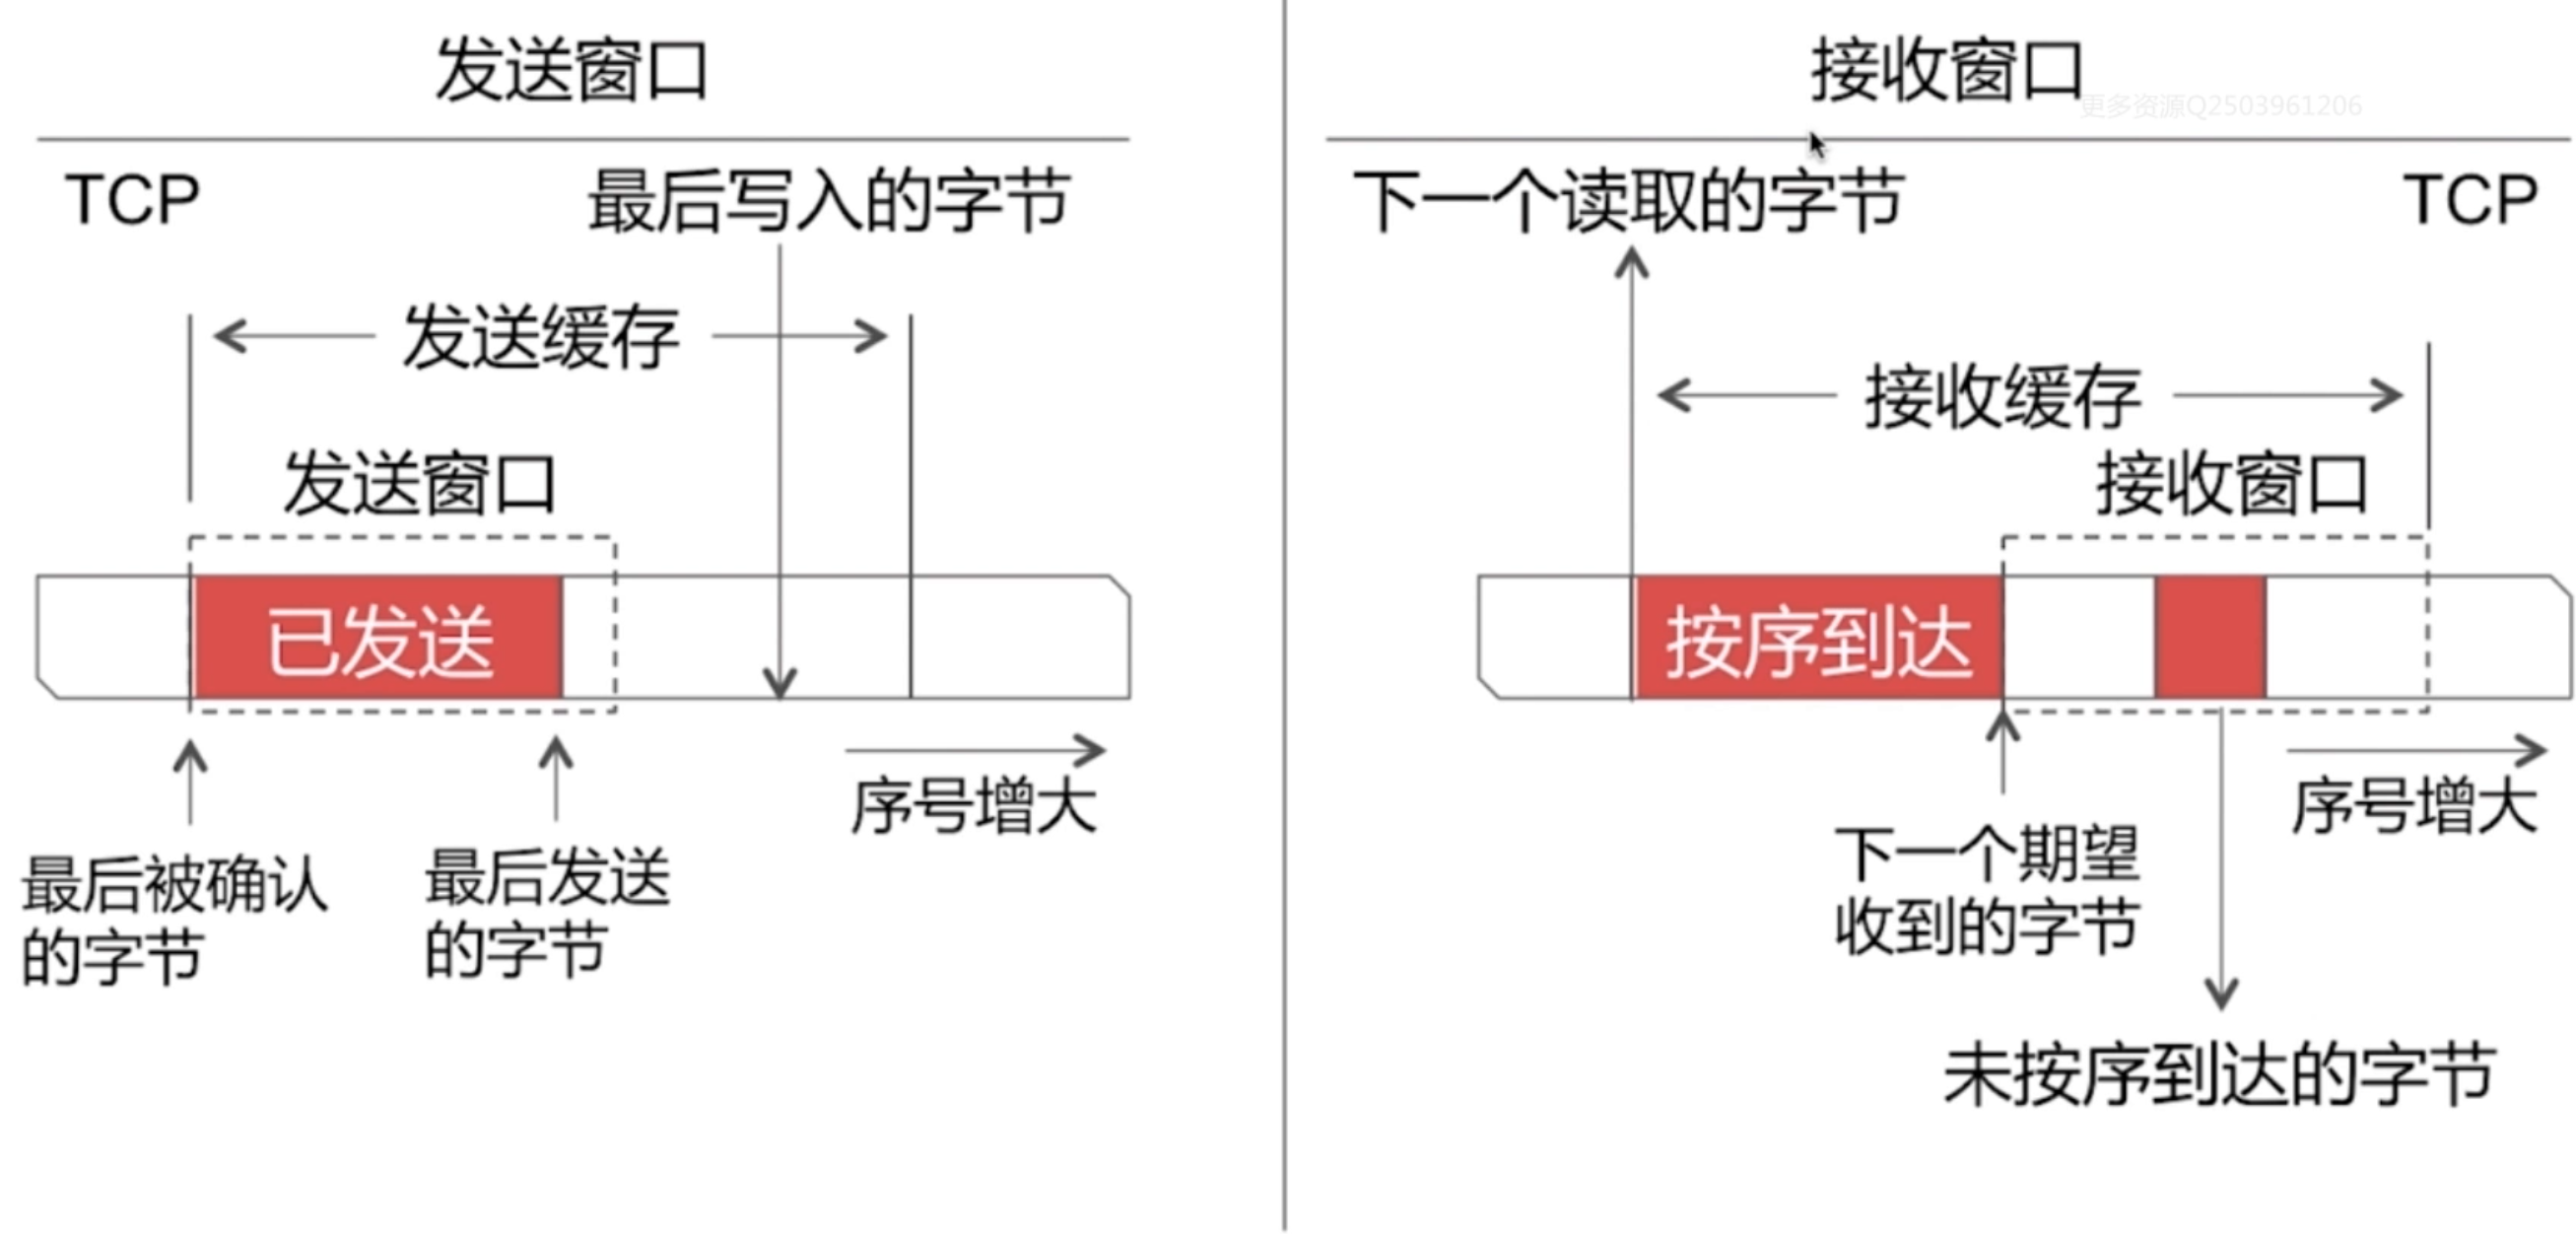 发送窗口
TCP
最后写入的字节
发送缓存
发送窗口
已发送
序号增大
最后被确认
的字节
最后发送
的字节
接收窗口
更多资源Q2503961206
下一个读取的字节
TCP
接收缓存
接收窗口
按序到达
序号增大
下一个期望
收到的字节
未按序到达的字节